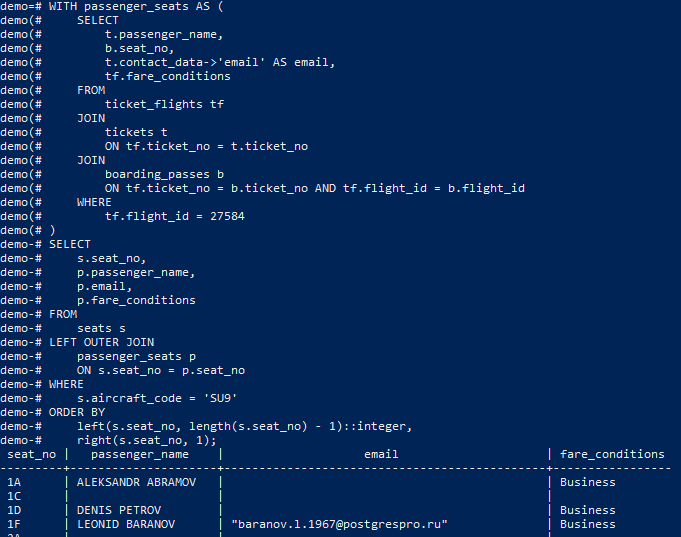 demo=# WITH passenger_seats AS (
demo(#     SELECT
demo(#         t.passenger_name,
demo(#         b.seat_no,
demo(#         t.contact_data->'email' AS email,
demo(#         tf.fare_conditions
demo(#     FROM
demo(#         ticket_flights tf
demo(#     JOIN
demo(#         tickets t
demo(#         ON tf.ticket_no = t.ticket_no
demo(#     JOIN
demo(#         boarding_passes b
demo(#         ON tf.ticket_no = b.ticket_no AND tf.flight_id = b.flight_id
demo(#     WHERE
demo(#         tf.flight_id = 27584
demo(# )
demo-# SELECT
demo-#     s.seat_no,
demo-#     p.passenger_name,
demo-#     p.email,
demo-#     p.fare_conditions
demo-# FROM
demo-#     seats s
demo-# LEFT OUTER JOIN
demo-#     passenger_seats p
demo-#     ON s.seat_no = p.seat_no
demo-# WHERE
demo-#     s.aircraft_code = 'SU9'
demo-# ORDER BY
demo-#     left(s.seat_no, length(s.seat_no) - 1)::integer,
demo-#     right(s.seat_no, 1);
 seat_no |   passenger_name    |                   email                    | fare_conditions
---------+---------------------+--------------------------------------------+-----------------
 1A      | ALEKSANDR ABRAMOV   |                                            | Business
 1C      |                     |                                            |
 1D      | DENIS PETROV        |                                            | Business
 1F      | LEONID BARANOV      | "baranov.l.1967@postgrespro.ru"            | Business